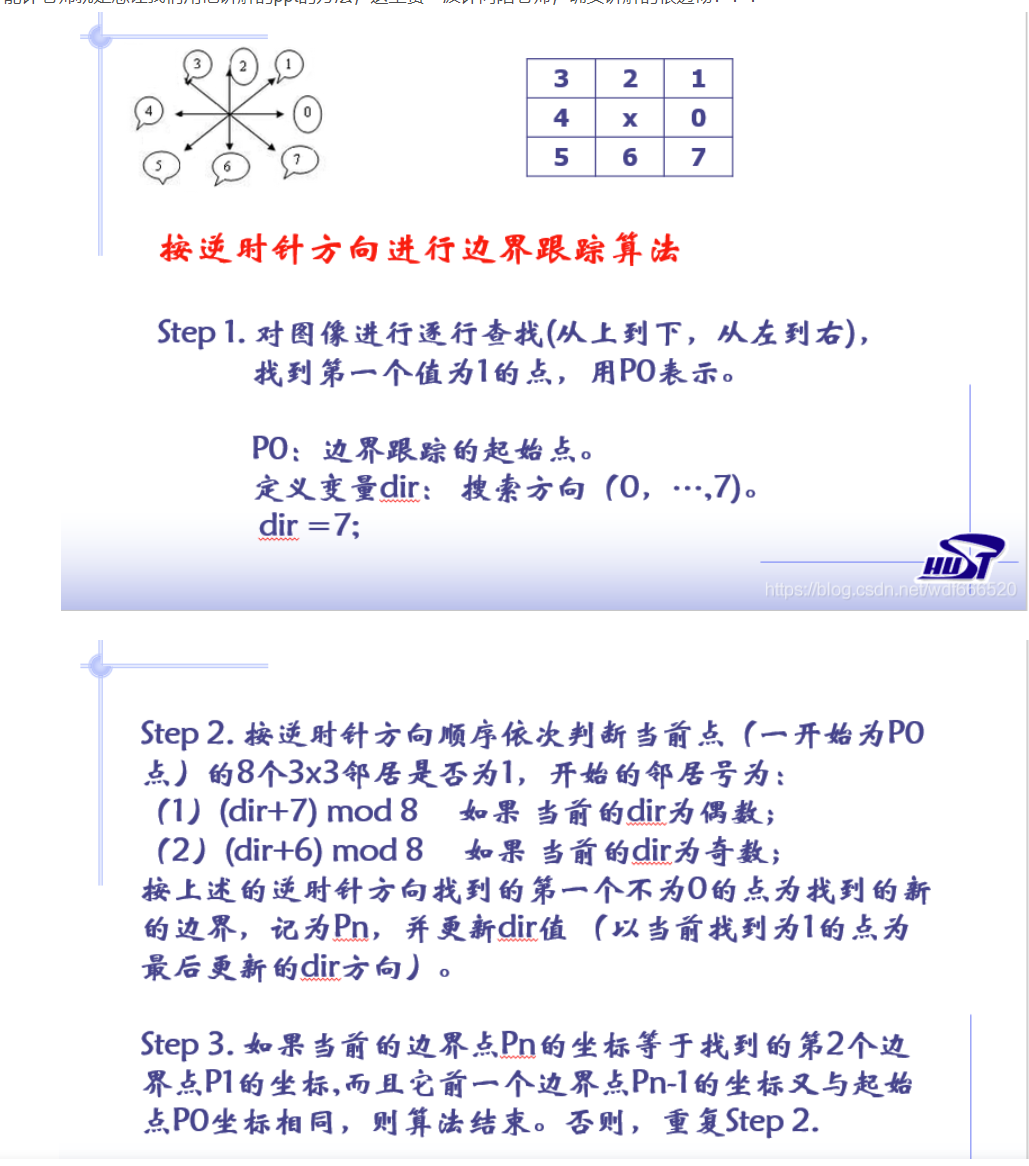 3 2 1
4 0
5 6 7
3 2 1
4 x 0
5 6 7
按逆时针方向进行边界跟踪算法
Step 1. 对图像进行逐行查找(从上到下，从左到右)，
找到第一个值为1的点，用P0表示。
P0：边界跟踪的起始点。
定义变量dir： 搜索方向（0，…,7)。
dir =7;
HUST
https://blog.csdn.net/wdl666520
Step 2. 按逆时针方向顺序依次判断当前点（一开始为P0
点）的8个3x3邻居是否为1，开始的邻居号为：
（1）(dir+7) mod 8 如果 当前的dir为偶数；
（2）(dir+6) mod 8 如果 当前的dir为奇数；
按上述的逆时针方向找到的第一个不为0的点为找到的新
的边界，记为Pn，并更新dir值 （以当前找到为1的点为
最后更新的dir方向）。
Step 3. 如果当前的边界点Pn的坐标等于找到的第2个边
界点P1的坐标,而且它前一个边界点Pn-1的坐标又与起始
点P0坐标相同，则算法结束。否则，重复Step 2.